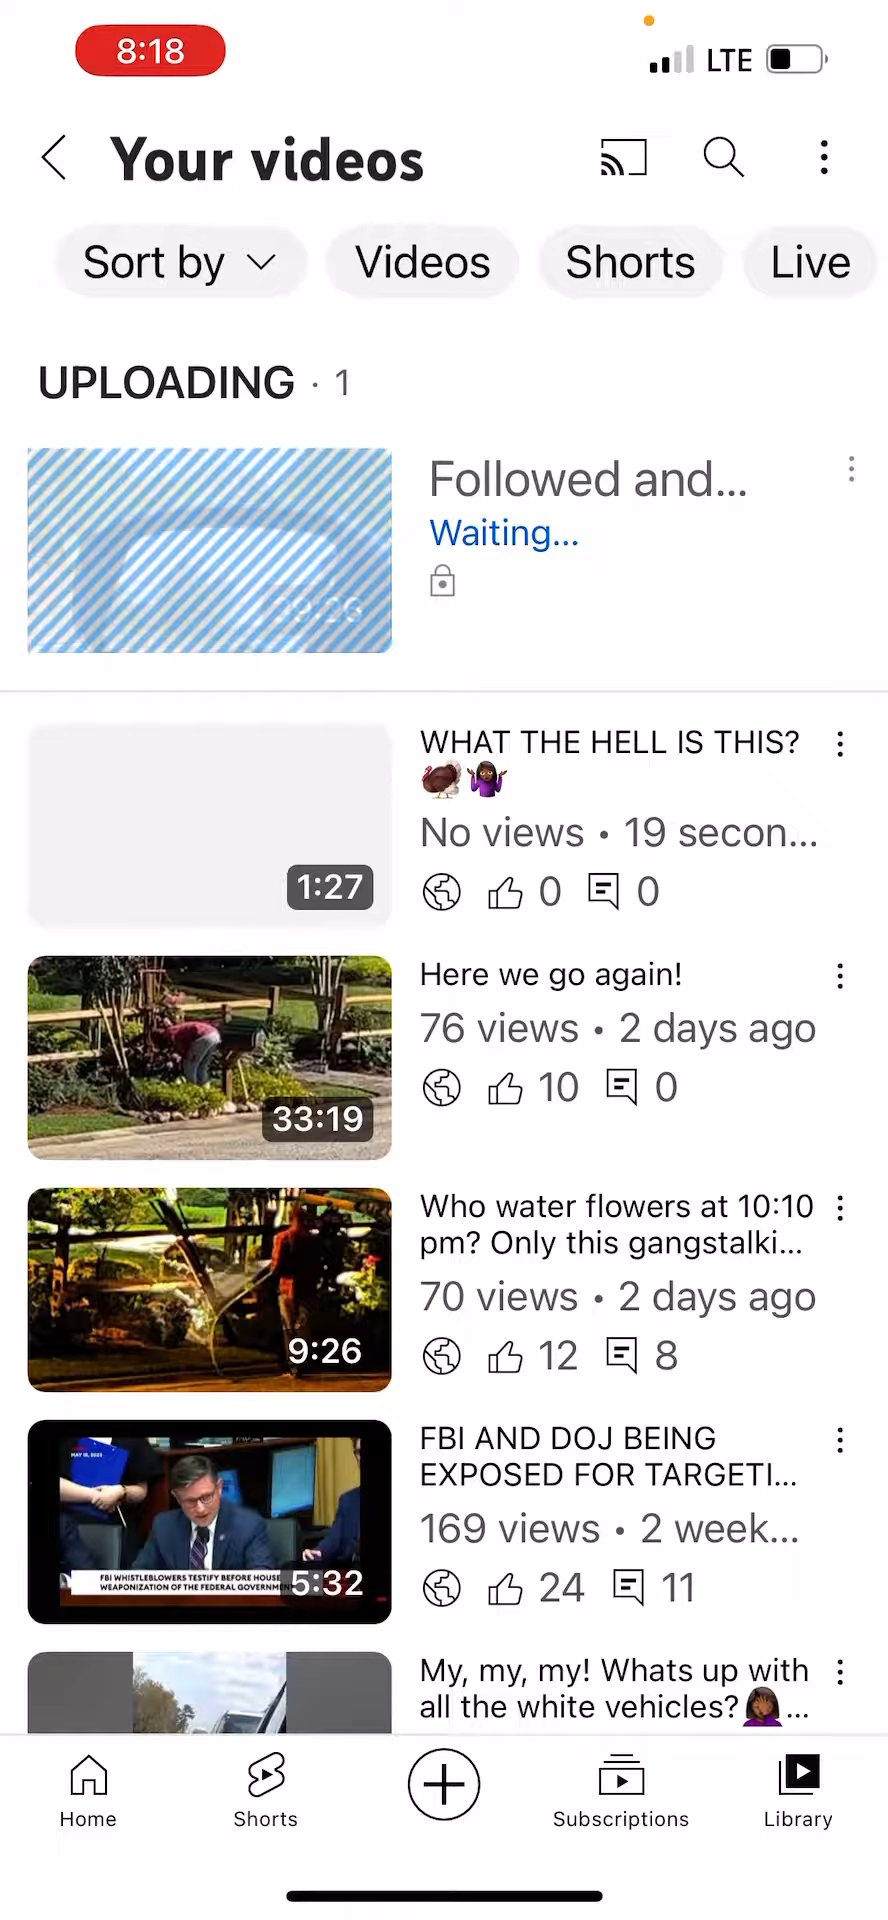 8:18
LTE
Your videos
Sort by
Videos
Shorts
Live
UPLOADING · 1
Followed and...
Waiting...
WHAT THE HELL IS THIS?
🦃🤷🏾‍♀️
No views • 19 secon...
1:27
0
0
Here we go again!
76 views • 2 days ago
33:19
10
0
Who water flowers at 10:10
pm? Only this gangstalki...
70 views • 2 days ago
9:26
12
8
FBI AND DOJ BEING
EXPOSED FOR TARGETI...
169 views • 2 week...
MAY 18, 2023
FBI WHISTLEBLOWERS TESTIFY BEFORE HOUSE
WEAPONIZATION OF THE FEDERAL GOVERNMEN
5:32
24
11
My, my, my! Whats up with
all the white vehicles?🤦🏾‍♀️...
Home
Shorts
Subscriptions
Library